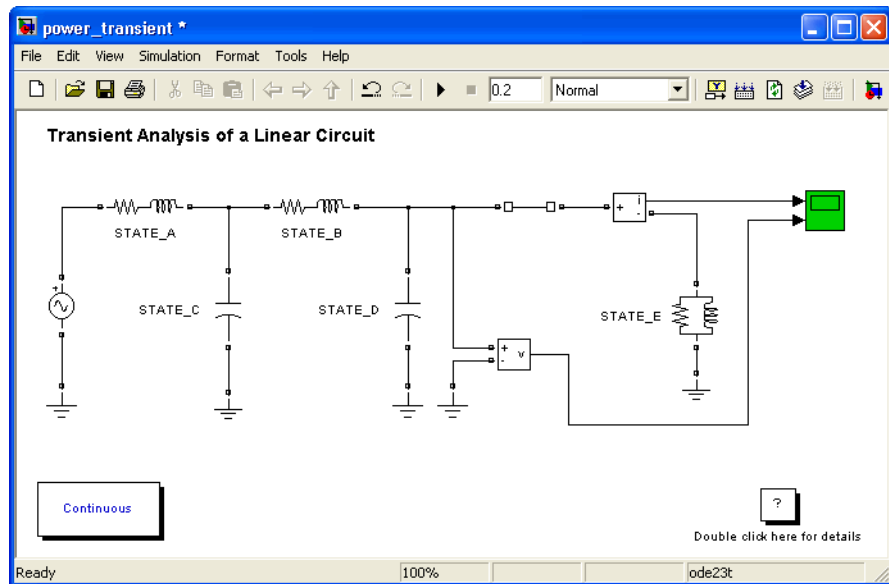 power_transient *
File Edit View Simulation Format Tools Help
0.2 Normal
Transient Analysis of a Linear Circuit
+ i -
STATE_A STATE_B
STATE_C STATE_D STATE_E
+
+ - v
Continuous
?
Double click here for details
Ready 100% ode23t